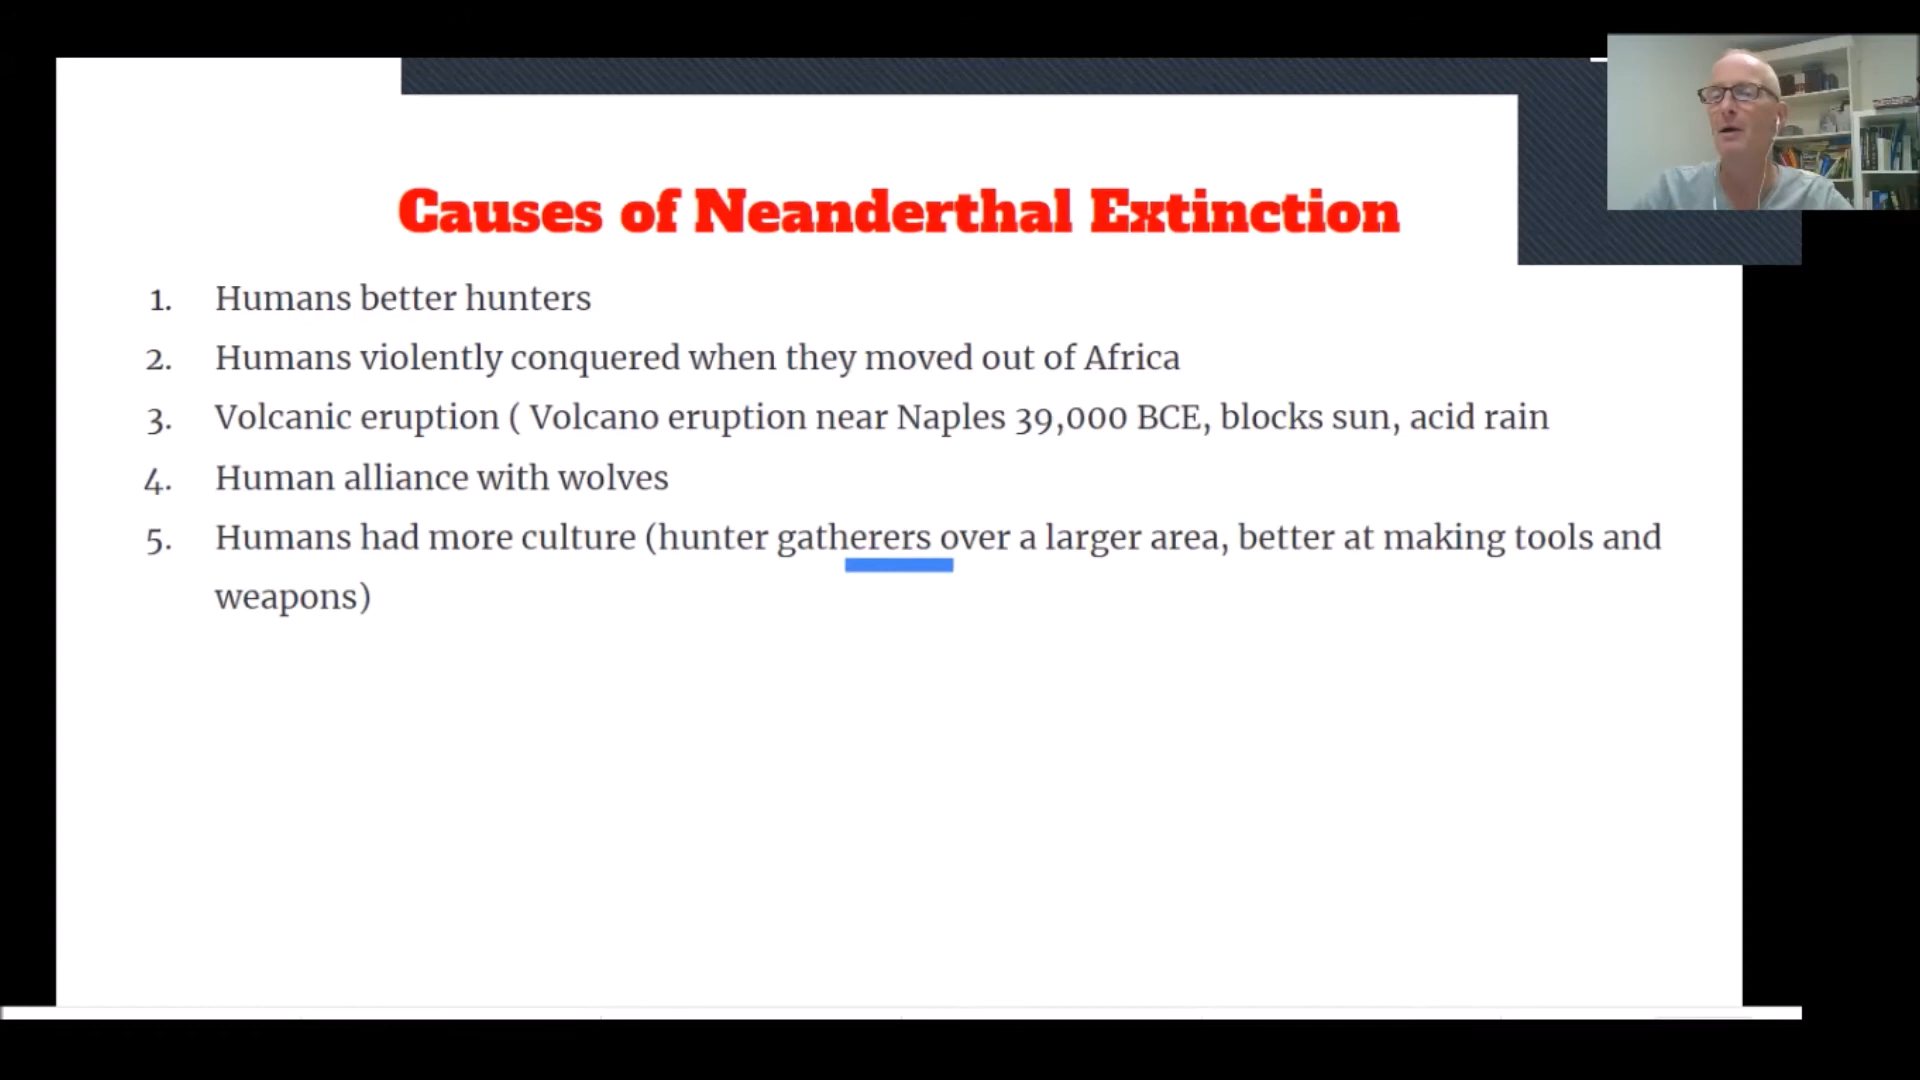 Causes of Neanderthal Extinction
1. Humans better hunters
2. Humans violently conquered when they moved out of Africa
3. Volcanic eruption ( Volcano eruption near Naples 39,000 BCE, blocks sun, acid rain
4. Human alliance with wolves
5. Humans had more culture (hunter gatherers over a larger area, better at making tools and
weapons)